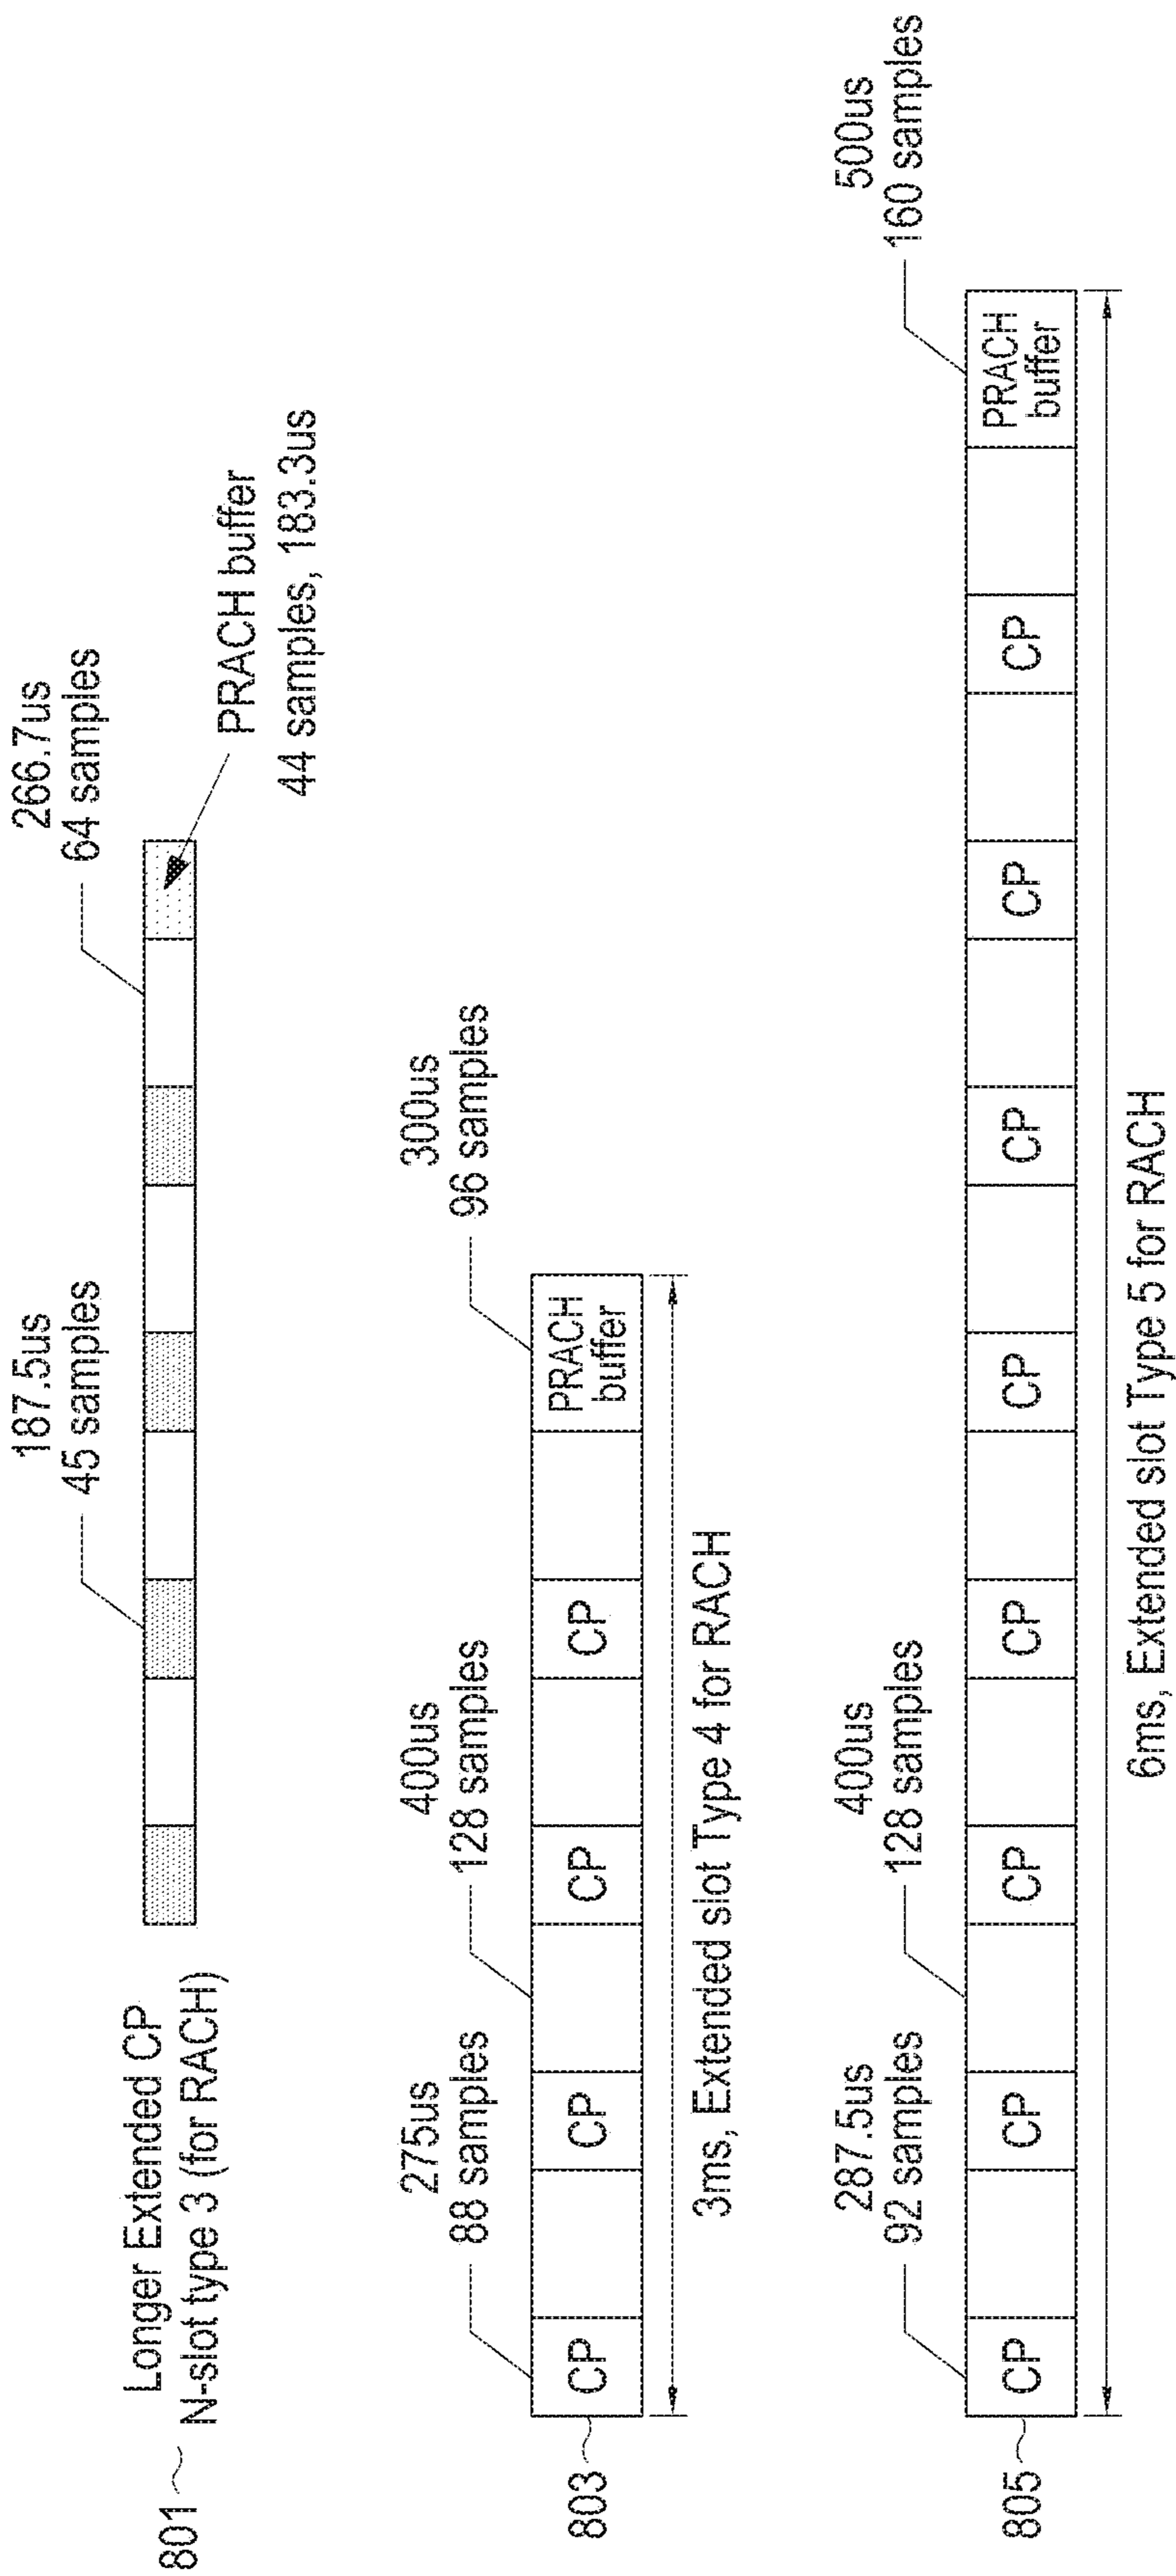 801
Longer Extended CP
N-slot type 3 (for RACH)
187.5us
45 samples
266.7us
64 samples
PRACH buffer
44 samples, 183.3us
803
275us
88 samples
400us
128 samples
300us
96 samples
CP
CP
CP
CP
PRACH
buffer
3ms, Extended slot Type 4 for RACH
805
287.5us
92 samples
400us
128 samples
500us
160 samples
CP
CP
CP
CP
CP
CP
CP
CP
PRACH
buffer
6ms, Extended slot Type 5 for RACH